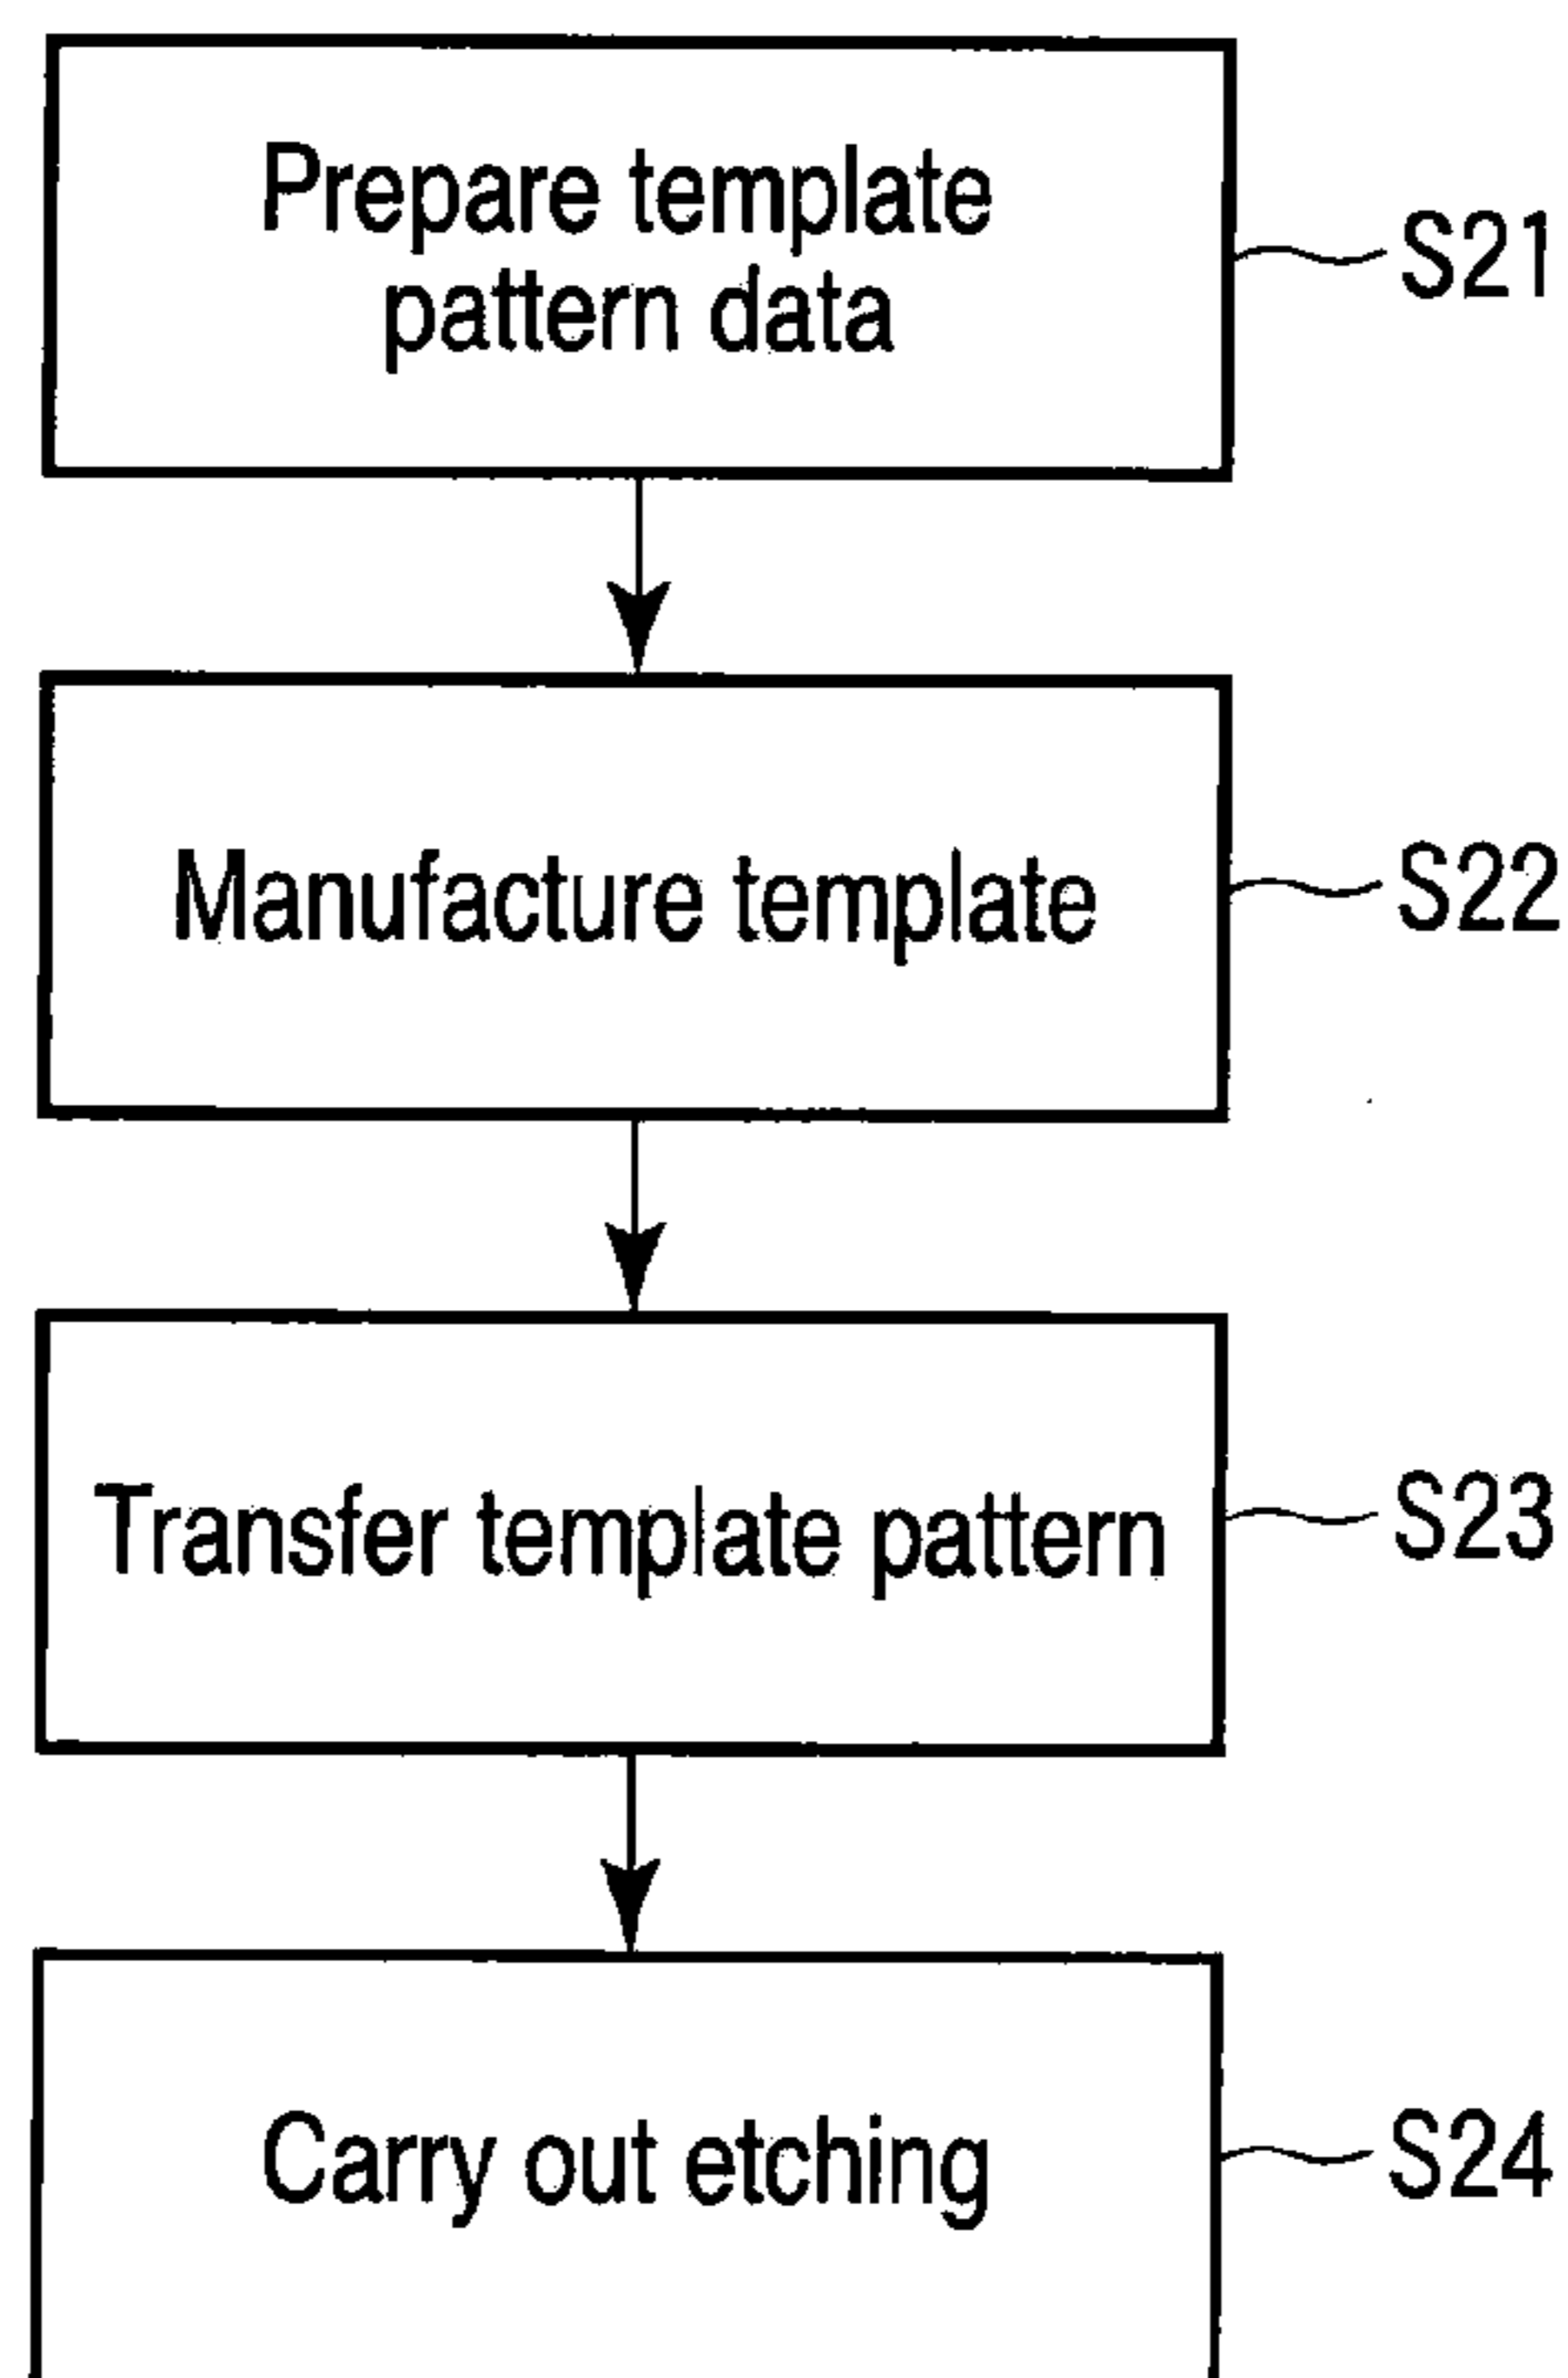 Prepare template
pattern data
S21
Manufacture template
S22
Transfer template pattern
S23
Carry out etching
S24